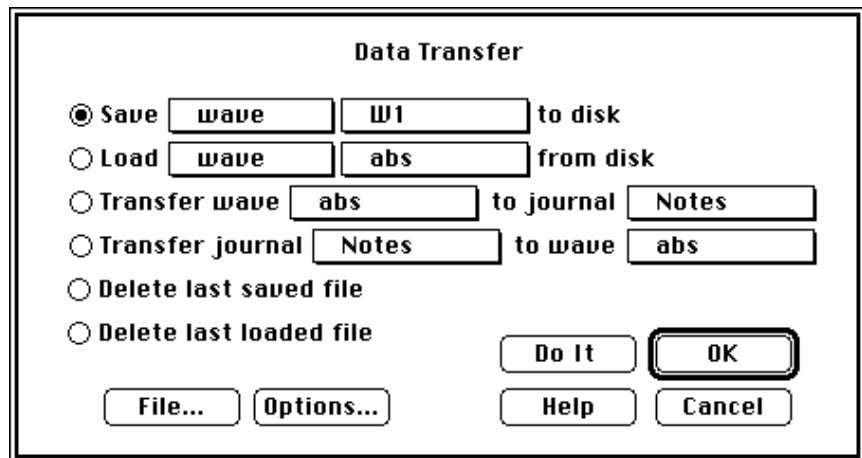 Data Transfer
Save wave W1 to disk
Load wave abs from disk
Transfer wave abs to journal Notes
Transfer journal Notes to wave abs
Delete last saved file
Delete last loaded file
Do It OK
File... Options... Help Cancel